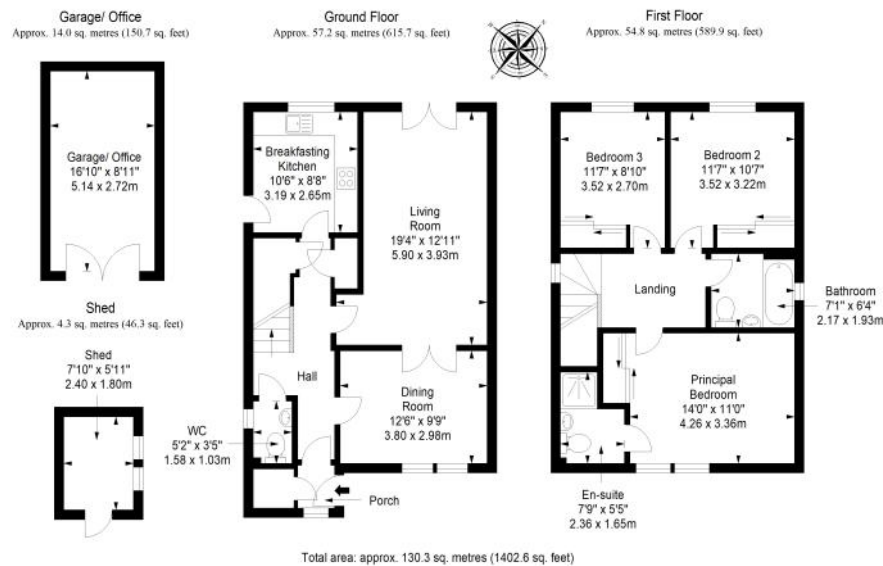 Garage/ Office
Approx. 14.0 sq. metres (150.7 sq. feet)
Garage/ Office
16'10" x 8'11"
5.14 x 2.72m
Shed
Approx. 4.3 sq. metres (46.3 sq. feet)
Shed
7'10" x 5'11"
2.40 x 1.80m
Ground Floor
Approx. 57.2 sq. metres (615.7 sq. feet)
Breakfasting
Kitchen
10'6" x 8'8"
3.19 x 2.65m
Living
Room
19'4" x 12'11"
5.90 x 3.93m
Hall
Dining
Room
12'6" x 9'9"
3.80 x 2.98m
WC
5'2" x 3'5"
1.58 x 1.03m
Porch
First Floor
Approx. 54.8 sq. metres (589.9 sq. feet)
Bedroom 3
11'7" x 8'10"
3.52 x 2.70m
Bedroom 2
11'7" x 10'7"
3.52 x 3.22m
Landing
Bathroom
7'1" x 6'4"
2.17 x 1.93m
Principal
Bedroom
14'0" x 11'0"
4.26 x 3.36m
En-suite
7'9" x 5'5"
2.36 x 1.65m
Total area: approx. 130.3 sq. metres (1402.6 sq. feet)